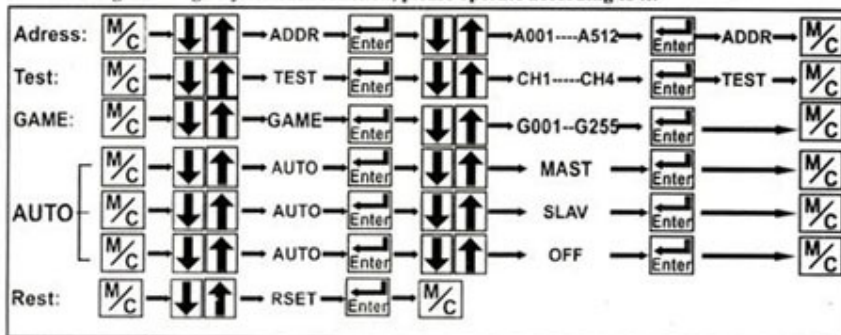 Adress: M/C ADDR Enter A001----A512 Enter ADDR M/C
Test: M/C TEST Enter CH1-----CH4 Enter TEST M/C
GAME: M/C GAME Enter G001--G255 Enter M/C
AUTO
M/C AUTO Enter MAST Enter M/C
M/C AUTO Enter SLAV Enter M/C
M/C AUTO Enter OFF Enter M/C
Rest: M/C RSET Enter M/C